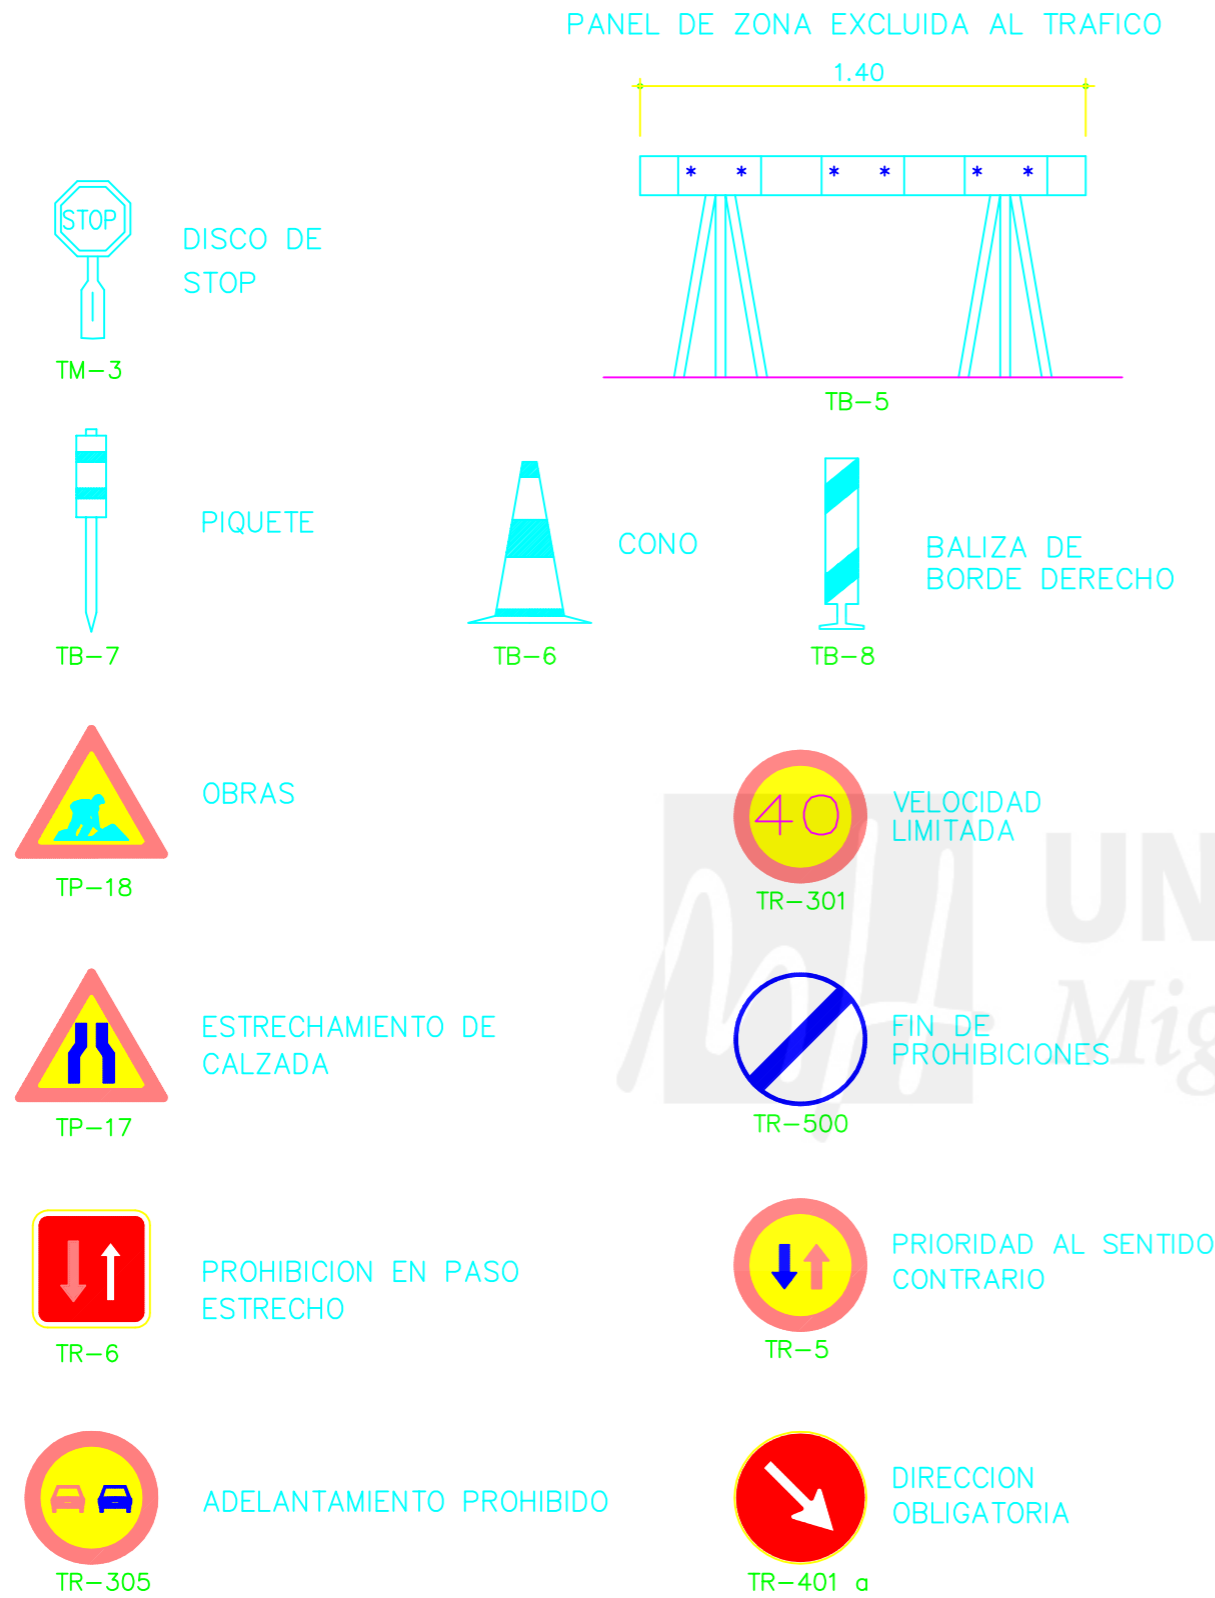 PANEL DE ZONA EXCLUIDA AL TRAFICO
1.40
* * * * * *
STOP
DISCO DE
STOP
TM-3
TB-5
PIQUETE
TB-7
CONO
TB-6
BALIZA DE
BORDE DERECHO
TB-8
OBRAS
TP-18
40
VELOCIDAD
LIMITADA
TR-301
UN
Mig
ESTRECHAMIENTO DE
CALZADA
TP-17
FIN DE
PROHIBICIONES
TR-500
PROHIBICION EN PASO
ESTRECHO
TR-6
PRIORIDAD AL SENTIDO
CONTRARIO
TR-5
ADELANTAMIENTO PROHIBIDO
TR-305
DIRECCION
OBLIGATORIA
TR-401 a